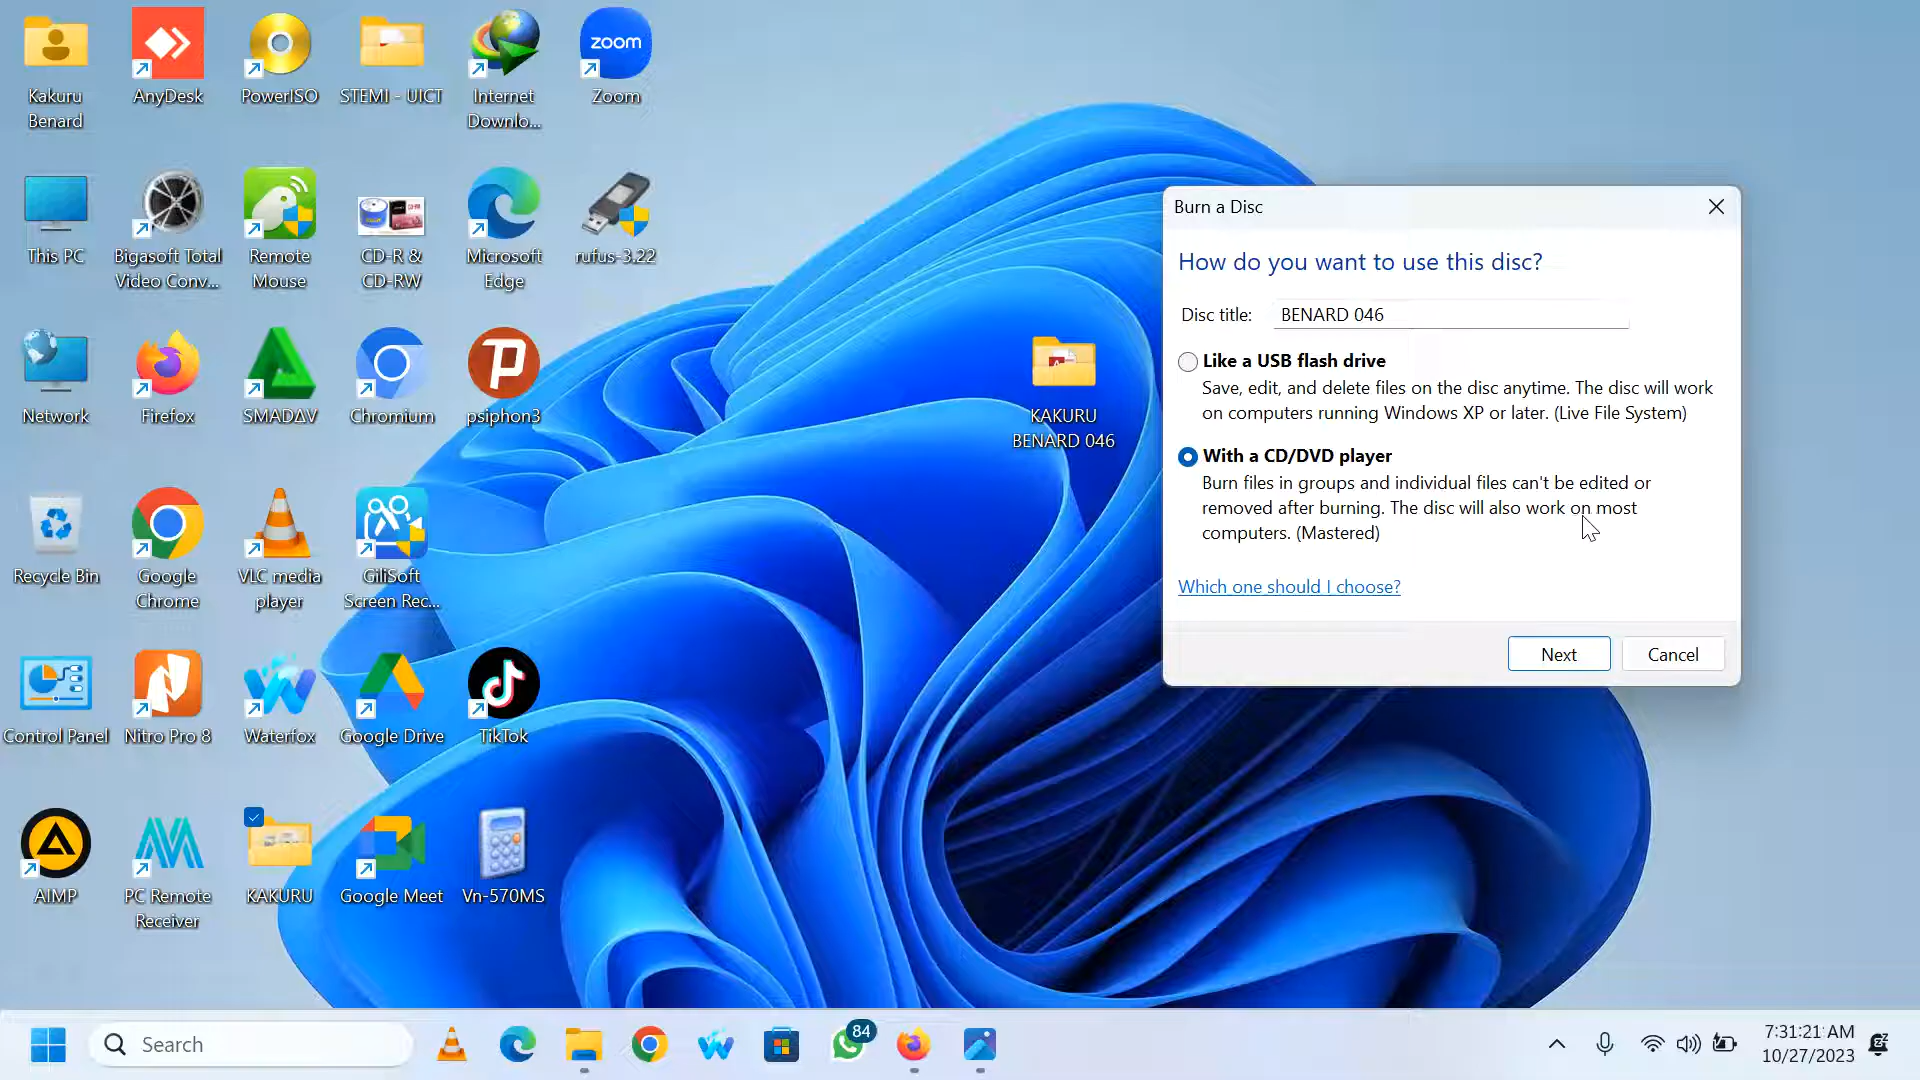 Kakuru
Benard
AnyDesk
PowerISO
STEMI - UICT
Internet
Downlo...
zoom
Zoom
This PC
Bigasoft Total
Video Conv...
Remote
Mouse
CD-R &
CD-RW
Microsoft
Edge
rufus-3.22
Network
Firefox
SMADΔV
Chromium
psiphon3
KAKURU
BENARD 046
Recycle Bin
Google
Chrome
VLC media
player
GiliSoft
Screen Rec...
Control Panel
Nitro Pro 8
Waterfox
Google Drive
TikTok
AIMP
PC Remote
Receiver
KAKURU
Google Meet
Vn-570MS
Burn a Disc
How do you want to use this disc?
Disc title: BENARD 046
Like a USB flash drive
Save, edit, and delete files on the disc anytime. The disc will work
on computers running Windows XP or later. (Live File System)
With a CD/DVD player
Burn files in groups and individual files can't be edited or
removed after burning. The disc will also work on most
computers. (Mastered)
Which one should I choose?
Next
Cancel
Search
84
7:31:21 AM
10/27/2023